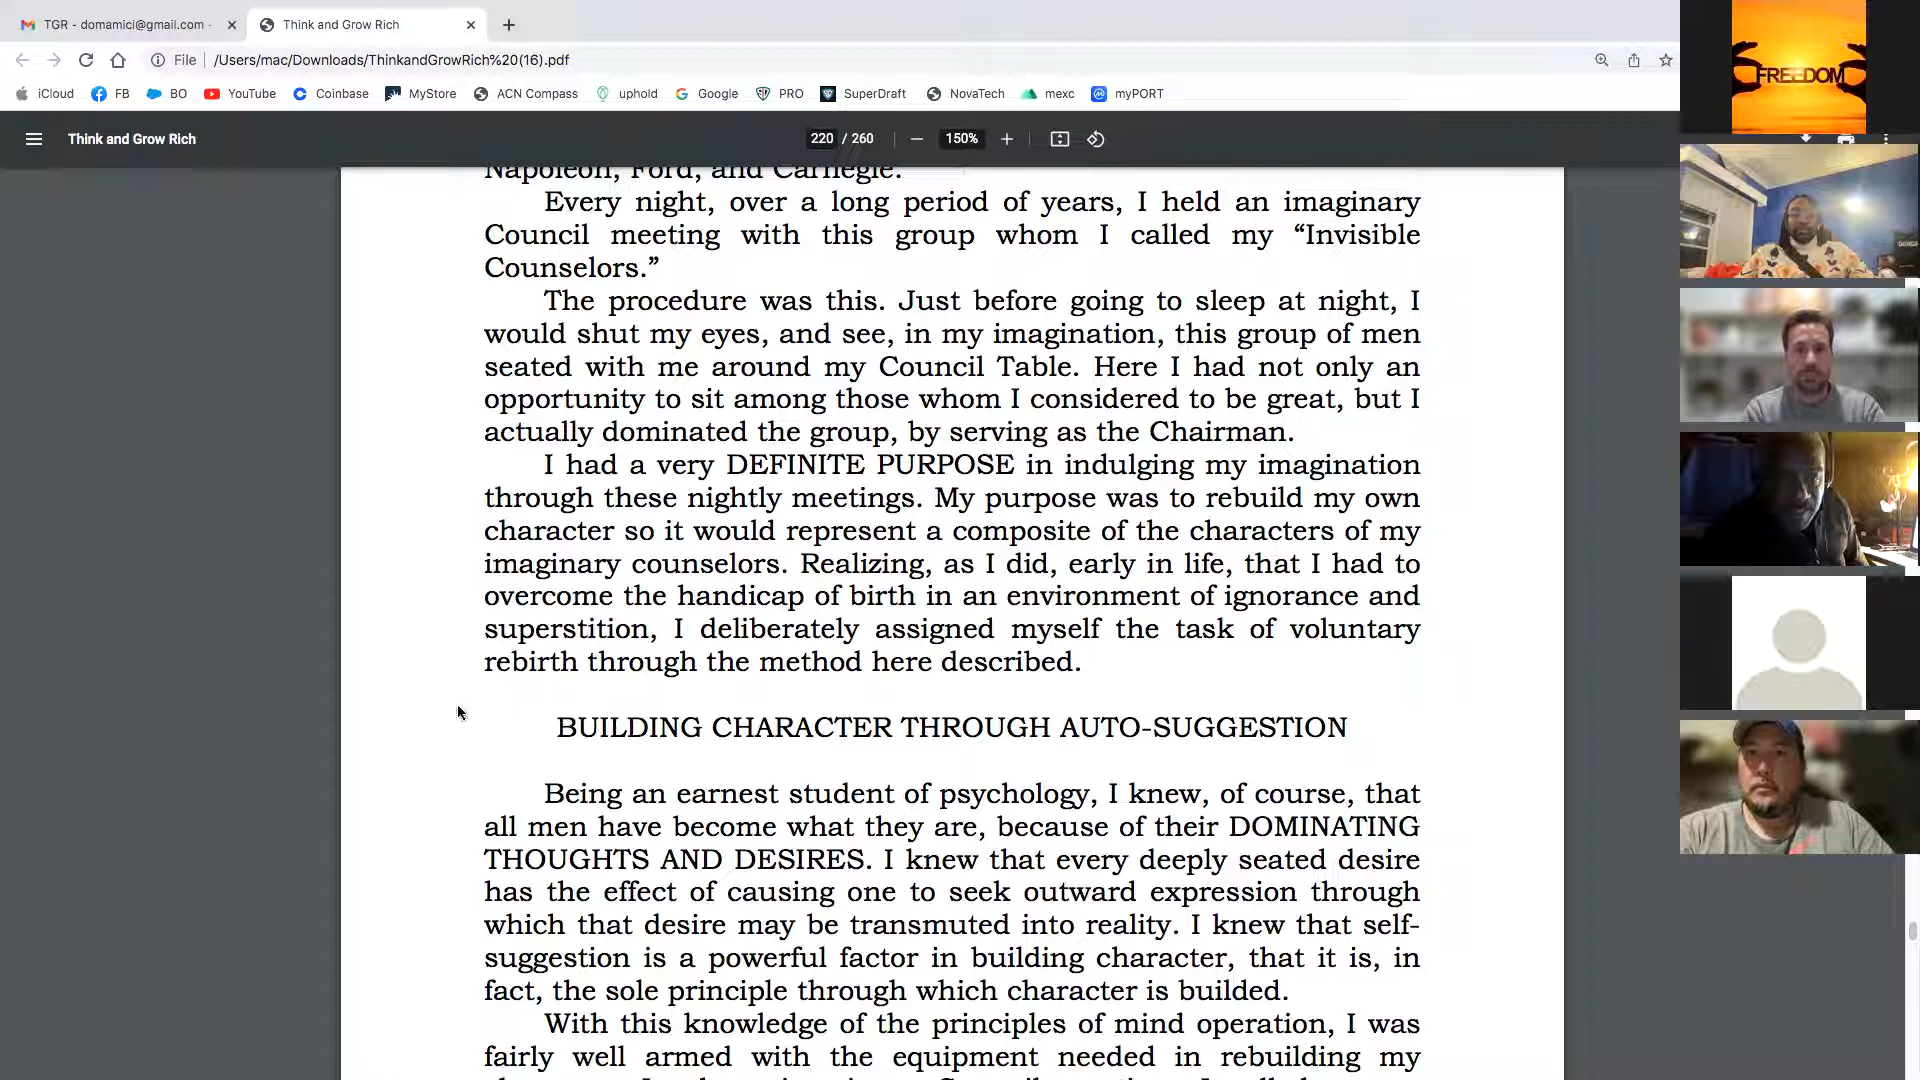 TGR - domamici@gmail.com -
Think and Grow Rich
File
/Users/mac/Downloads/ThinkandGrowRich%20(16).pdf
iCloud
FB
BO
YouTube
Coinbase
MyStore
ACN Compass
uphold
Google
PRO
SuperDraft
NovaTech
mexc
myPORT
Think and Grow Rich
220 / 260
150%
FREEDOM
Napoleon, Ford, and Carnegie.
Every night, over a long period of years, I held an imaginary
Council meeting with this group whom I called my “Invisible
Counselors.”
The procedure was this. Just before going to sleep at night, I
would shut my eyes, and see, in my imagination, this group of men
seated with me around my Council Table. Here I had not only an
opportunity to sit among those whom I considered to be great, but I
actually dominated the group, by serving as the Chairman.
I had a very DEFINITE PURPOSE in indulging my imagination
through these nightly meetings. My purpose was to rebuild my own
character so it would represent a composite of the characters of my
imaginary counselors. Realizing, as I did, early in life, that I had to
overcome the handicap of birth in an environment of ignorance and
superstition, I deliberately assigned myself the task of voluntary
rebirth through the method here described.
BUILDING CHARACTER THROUGH AUTO-SUGGESTION
Being an earnest student of psychology, I knew, of course, that
all men have become what they are, because of their DOMINATING
THOUGHTS AND DESIRES. I knew that every deeply seated desire
has the effect of causing one to seek outward expression through
which that desire may be transmuted into reality. I knew that self-
suggestion is a powerful factor in building character, that it is, in
fact, the sole principle through which character is builded.
With this knowledge of the principles of mind operation, I was
fairly well armed with the equipment needed in rebuilding my